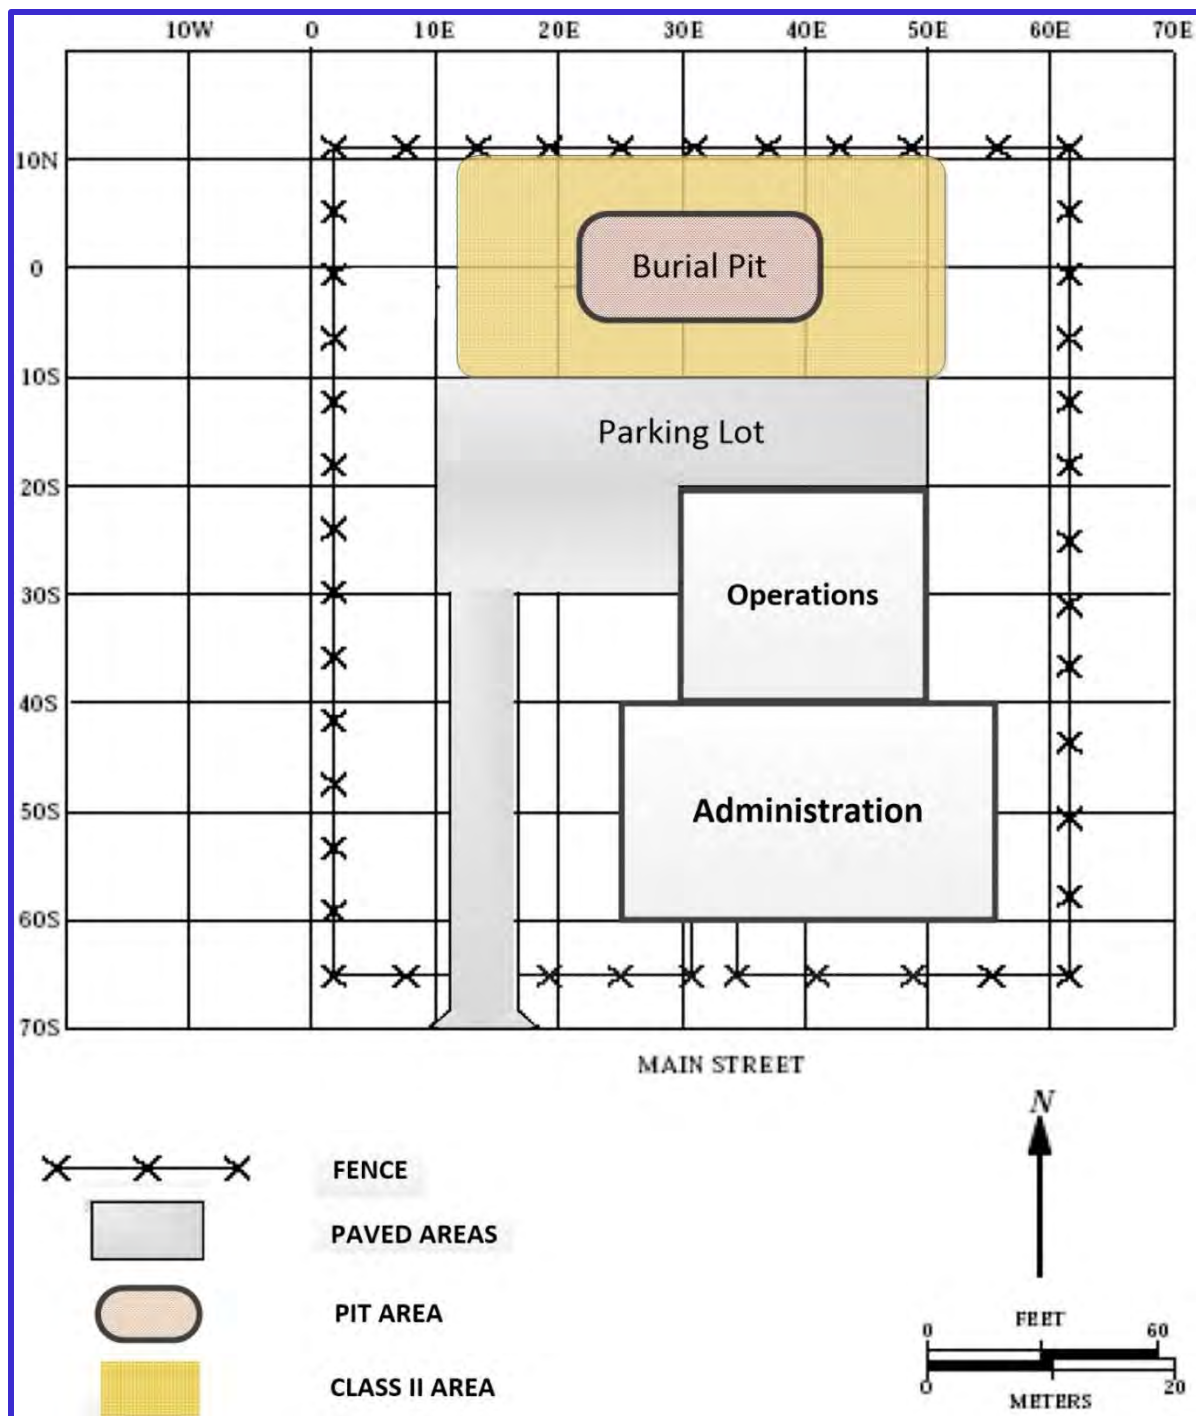 10W 0 10E 20E 30E 40E 50E 60E 70E
10N
0
10S
20S
30S
40S
50S
60S
70S
Burial Pit
Parking Lot
Operations
Administration
MAIN STREET
N
FENCE
PAVED AREAS
PIT AREA
CLASS II AREA
FEET
0 60
0 20
METERS